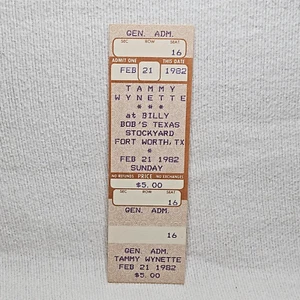 GEN. ADM.
SEC ROW SEAT
16
ADMIT ONE THIS DATE
FEB 21 1982
TAMMY
WYNETTE
***
at BILLY
BOB'S TEXAS
STOCKYARD
FORT WORTH, TX
*
FEB 21 1982
SUNDAY
NO REFUNDS PRICE NO EXCHANGES
$5.00
SEC ROW SEAT
16
GEN. ADM.
16
GEN. ADM.
TAMMY WYNETTE
FEB 21 1982
$5.00